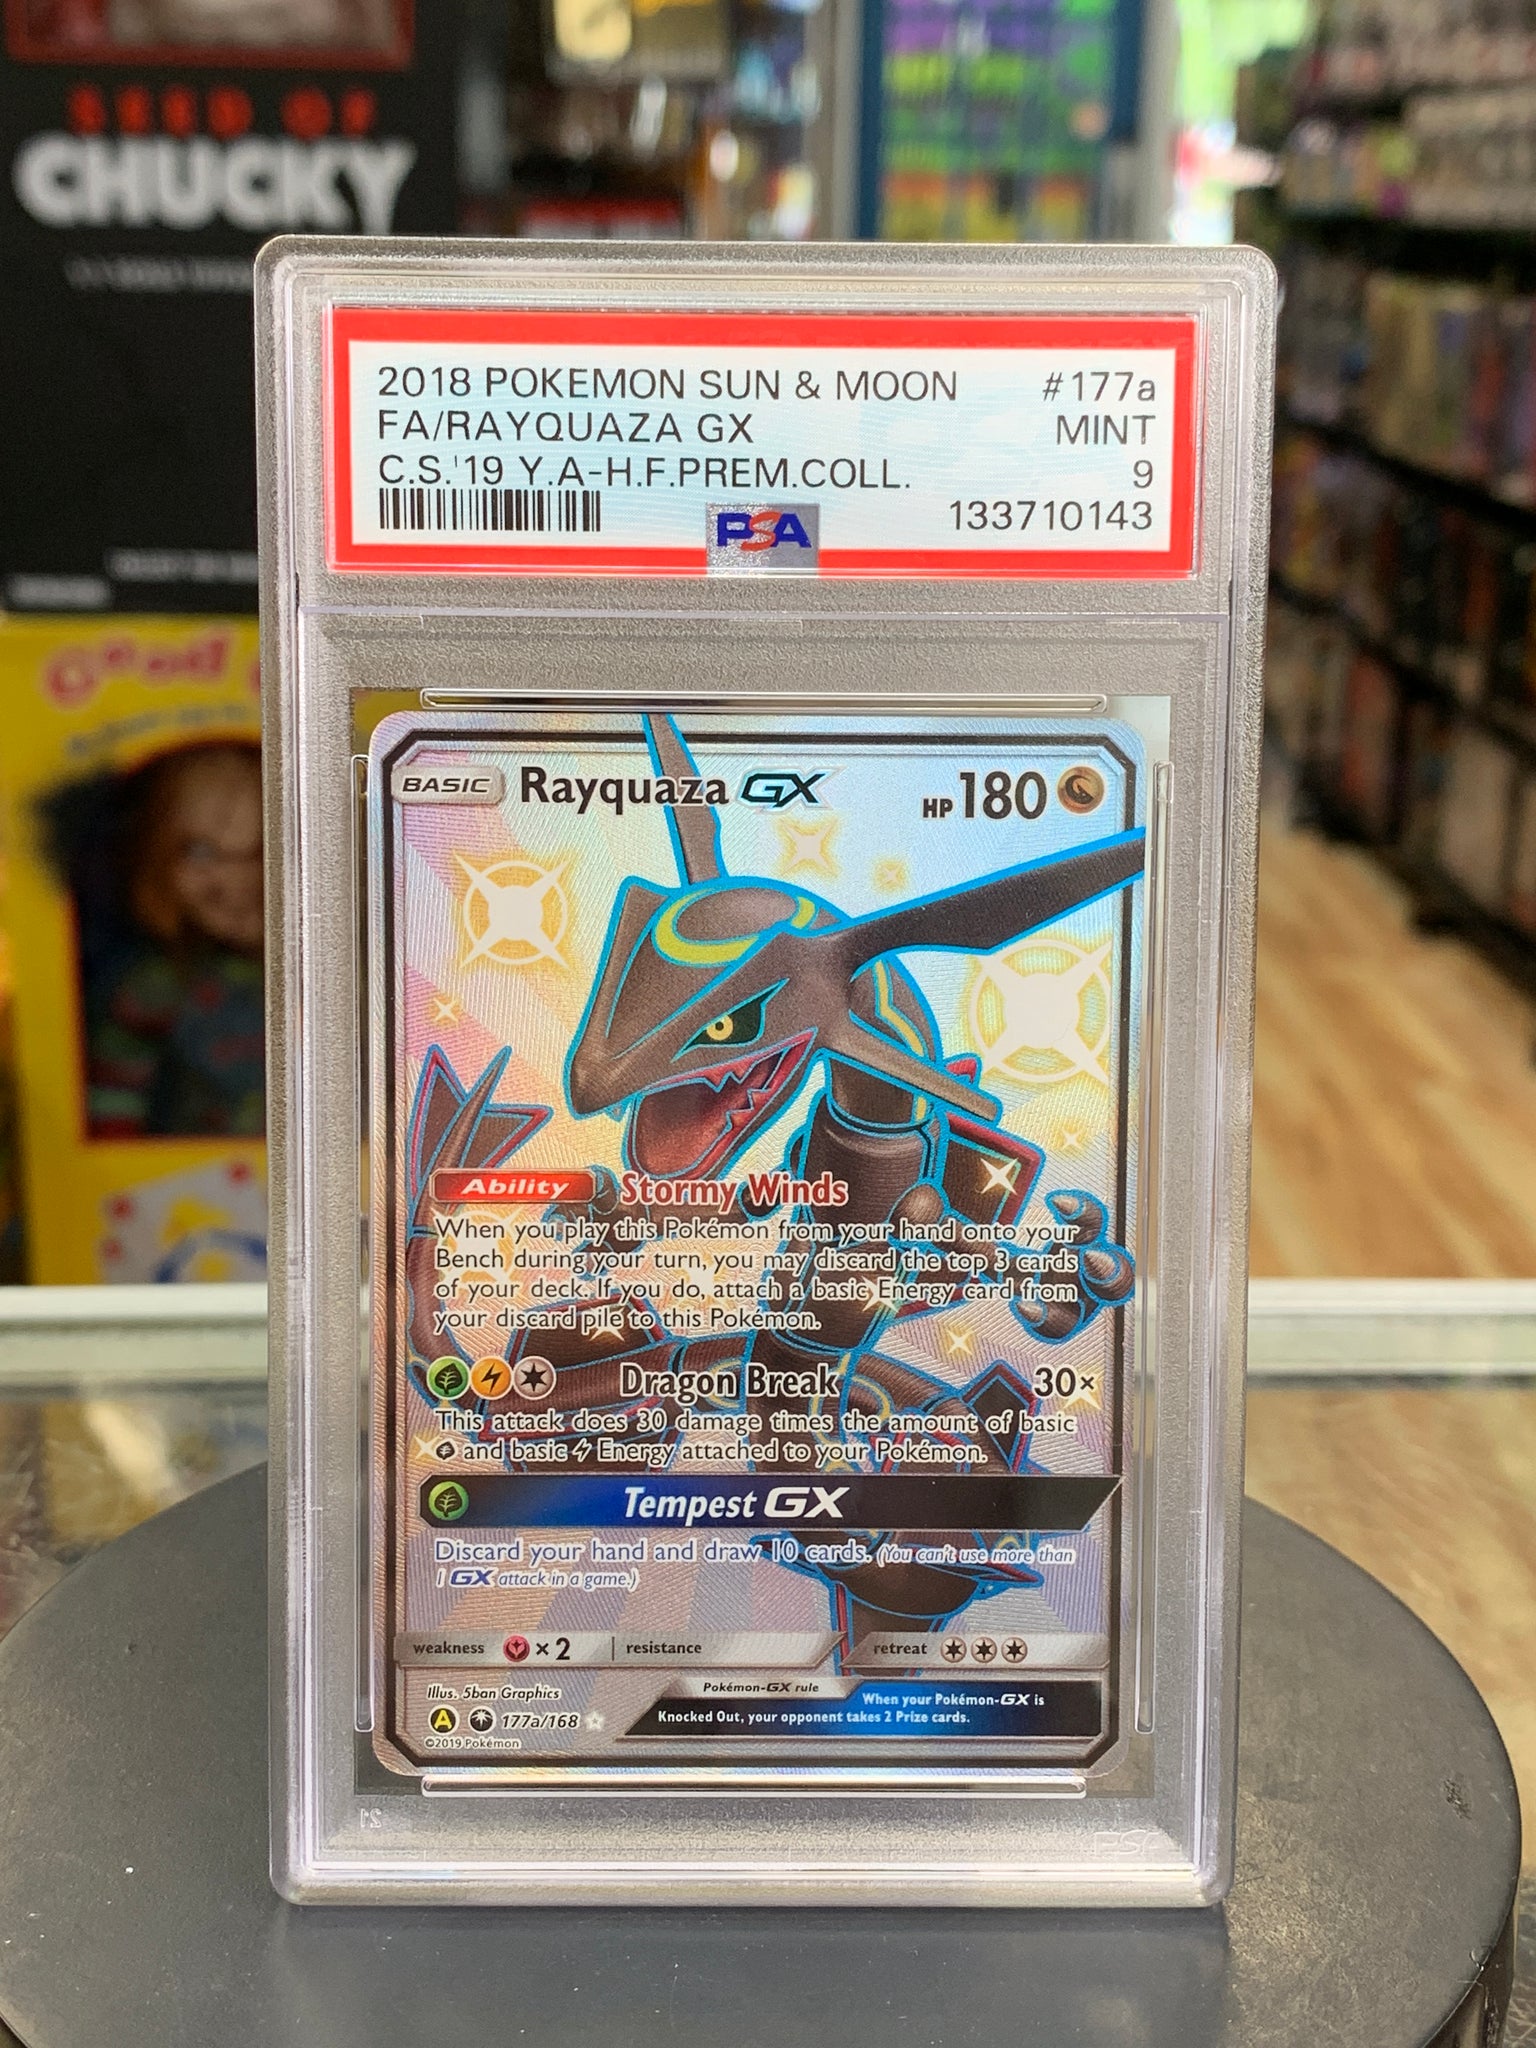 SEED OF
CHUCKY
Good
2018 POKEMON SUN & MOON #177a
FA/RAYQUAZA GX MINT
C.S.'19 Y.A-H.F.PREM.COLL. 9
PSA 133710143
BASIC Rayquaza GX HP 180
Ability Stormy Winds
When you play this Pokémon from your hand onto your
Bench during your turn, you may discard the top 3 cards
of your deck. If you do, attach a basic Energy card from
your discard pile to this Pokémon.
Dragon Break 30×
This attack does 30 damage times the amount of basic
and basic Energy attached to your Pokémon.
Tempest GX
Discard your hand and draw 10 cards. (You can't use more than
1 GX attack in a game.)
weakness ×2 resistance retreat
Illus. 5ban Graphics
Pokémon-GX rule
When your Pokémon-GX is
Knocked Out, your opponent takes 2 Prize cards.
A 177a/168
©2019 Pokémon
21